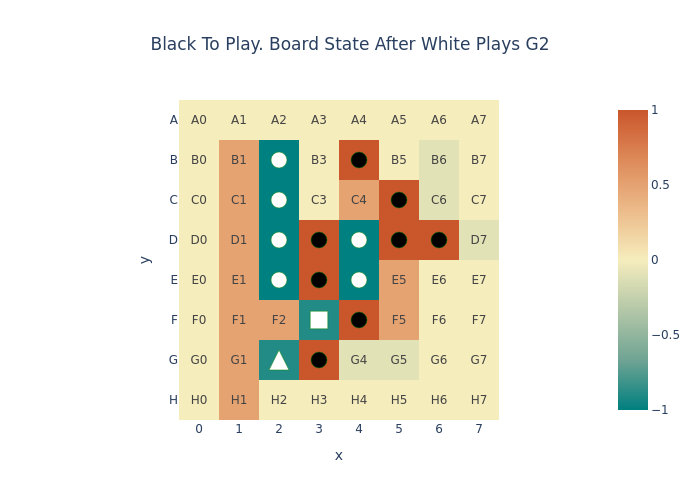 Black To Play. Board State After White Plays G2
A A0 A1 A2 A3 A4 A5 A6 A7
B B0 B1 B3 B5 B6 B7
C C0 C1 C3 C4 C6 C7
D D0 D1 D7
E E0 E1 E5 E6 E7
F F0 F1 F2 F5 F6 F7
G G0 G1 G4 G5 G6 G7
H H0 H1 H2 H3 H4 H5 H6 H7
0 1 2 3 4 5 6 7
x
y
1
0.5
0
−0.5
−1